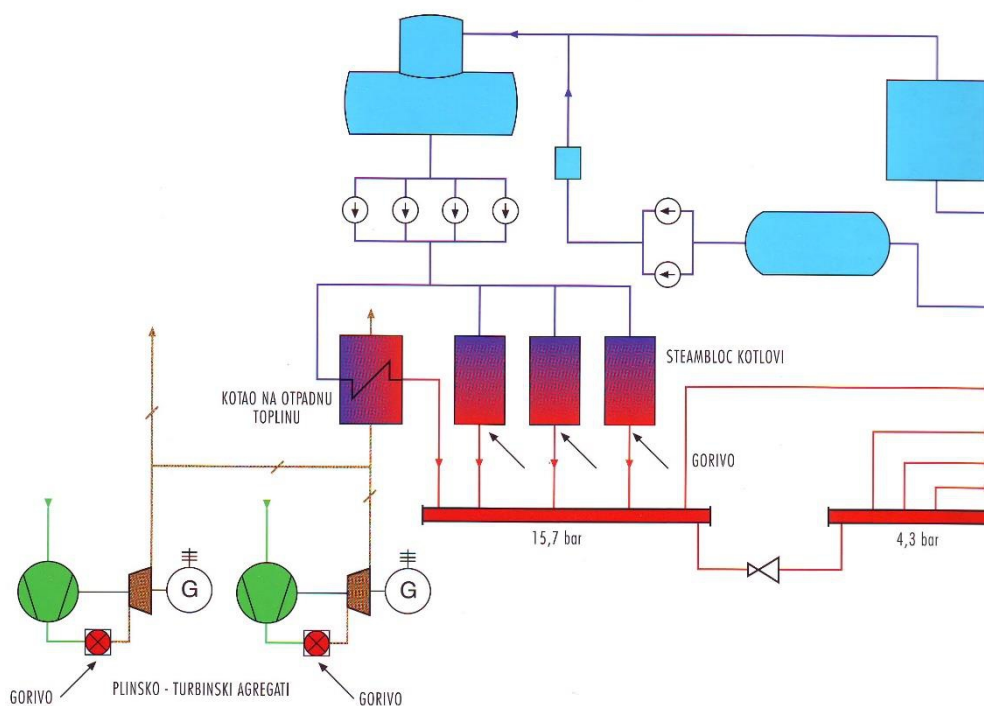 STEAMBLOC KOTLOVI
KOTAO NA OTPADNU
TOPLINU
GORIVO
15,7 bar
4,3 bar
G
G
GORIVO
PLINSKO - TURBINSKI AGREGATI
GORIVO